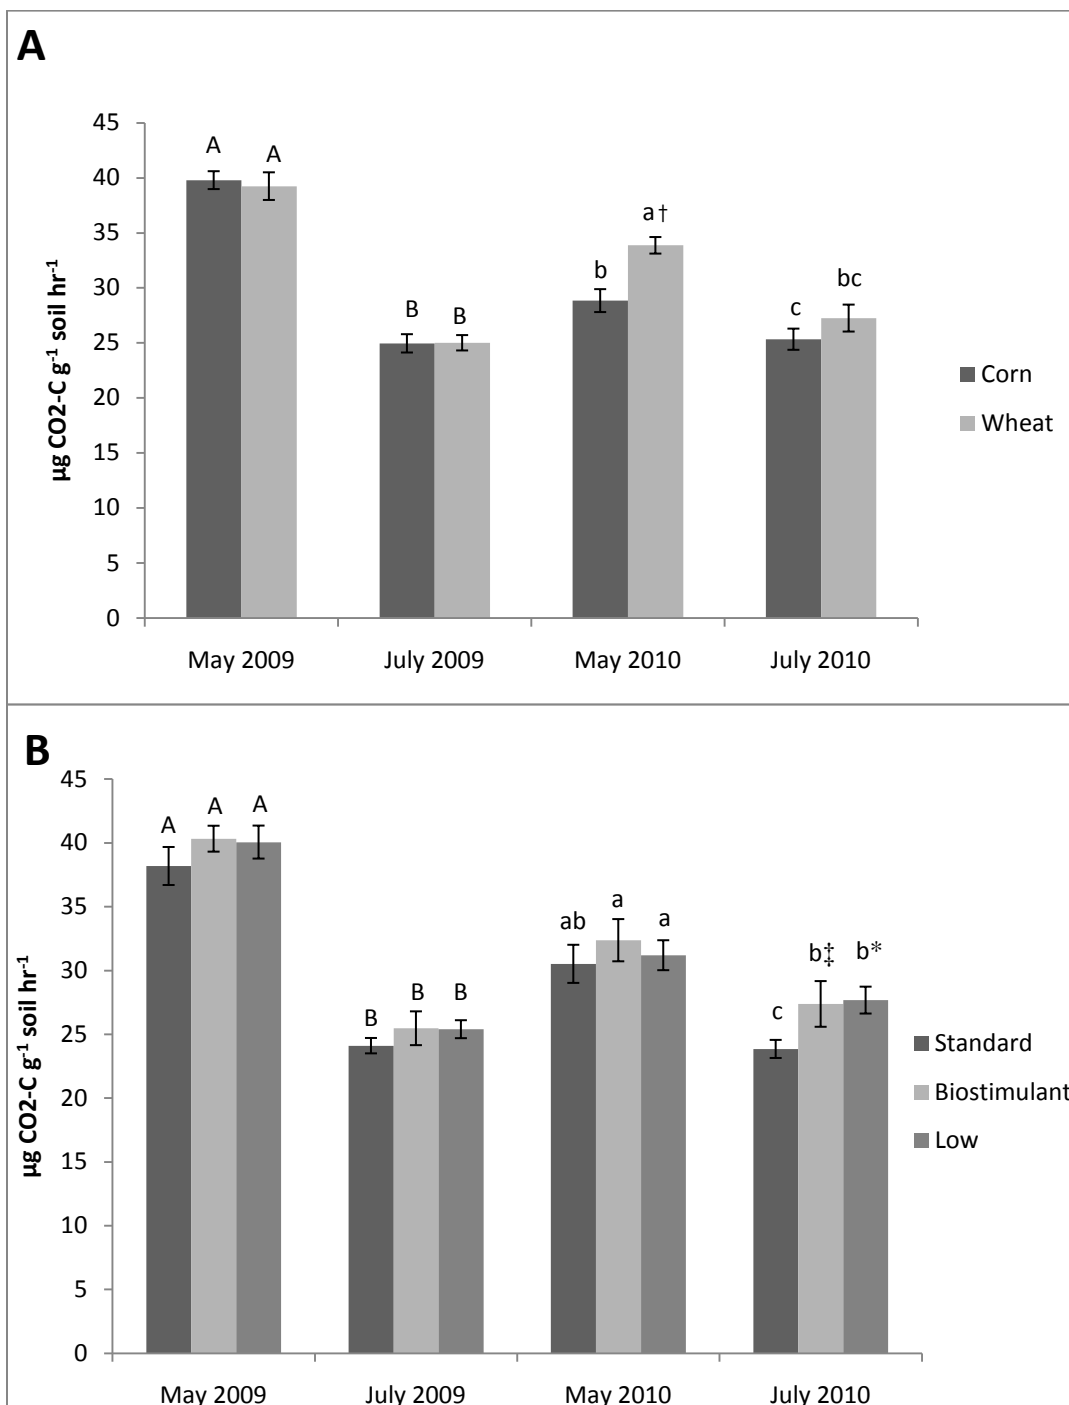 A
45
40
35
30
25
20
15
10
5
0
µg CO2-C g-1 soil hr-1
A A
B B
b a†
c bc
May 2009 July 2009 May 2010 July 2010
Corn
Wheat
B
45
40
35
30
25
20
15
10
5
0
µg CO2-C g-1 soil hr-1
A A A
B B B
ab a a
c b‡ b*
May 2009 July 2009 May 2010 July 2010
Standard
Biostimulant
Low